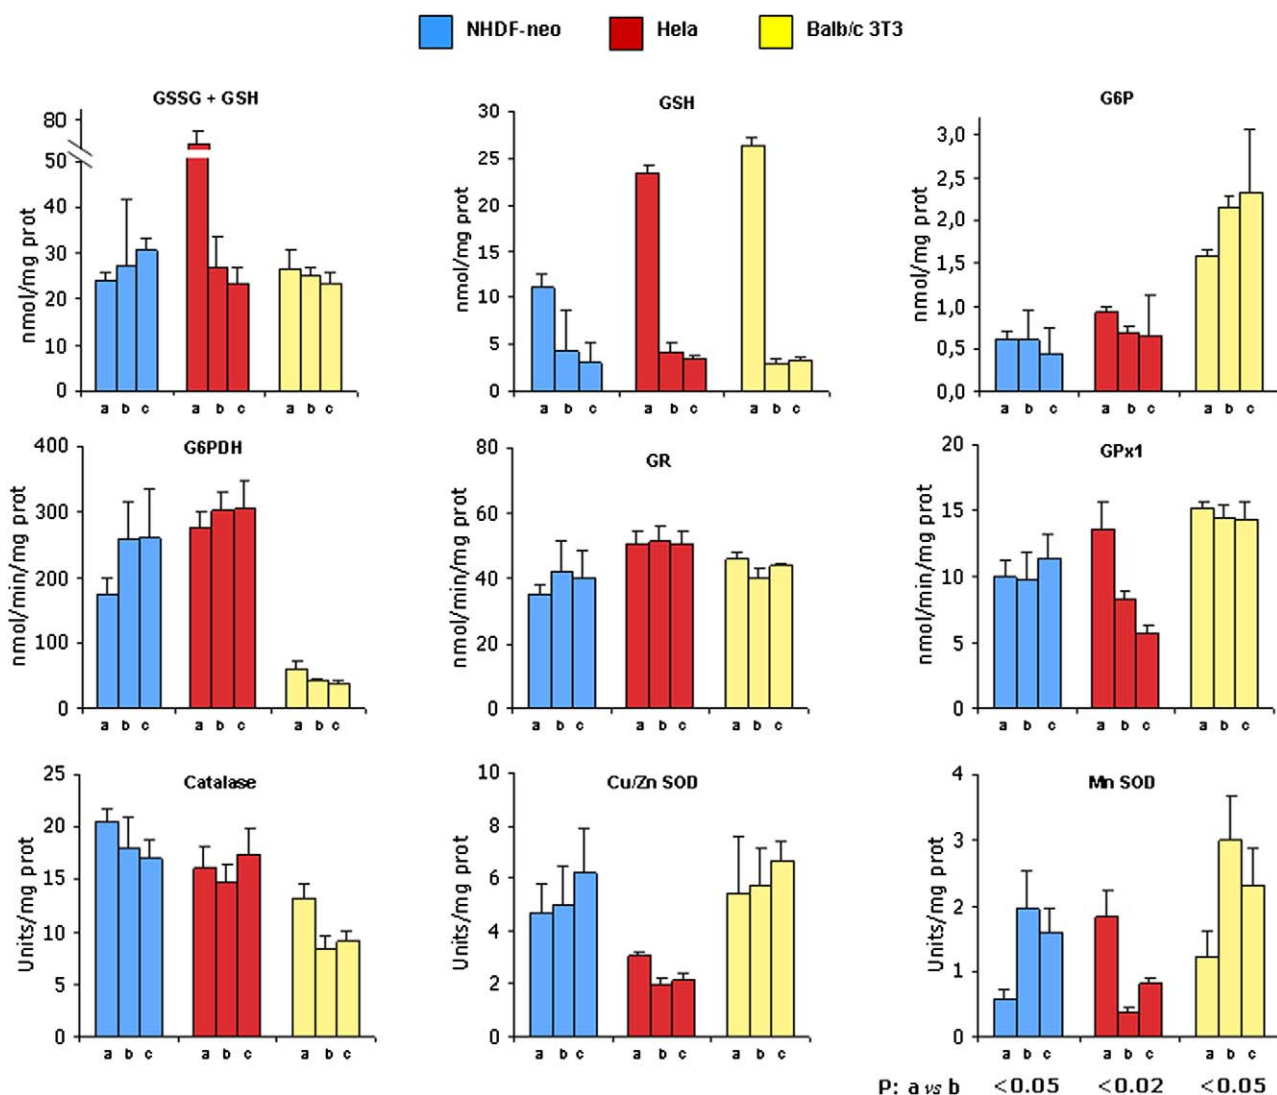 NHDF-neo Hela Balb/c 3T3
GSSG + GSH
nmol/mg prot
80
50
40
30
20
10
0
a b c a b c a b c
GSH
nmol/mg prot
30
25
20
15
10
5
0
a b c a b c a b c
G6P
nmol/mg prot
3,0
2,5
2,0
1,5
1,0
0,5
0,0
a b c a b c a b c
G6PDH
nmol/min/mg prot
400
300
200
100
0
a b c a b c a b c
GR
nmol/min/mg prot
80
60
40
20
0
a b c a b c a b c
GPx1
nmol/min/mg prot
20
15
10
5
0
a b c a b c a b c
Catalase
Units/mg prot
25
20
15
10
5
0
a b c a b c a b c
Cu/Zn SOD
Units/mg prot
10
8
6
4
2
0
a b c a b c a b c
Mn SOD
Units/mg prot
4
3
2
1
0
a b c a b c a b c
P: a vs b <0.05 <0.02 <0.05